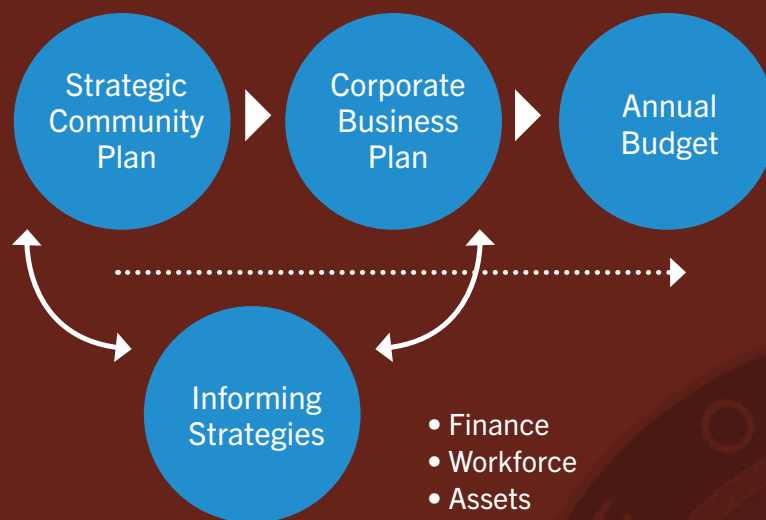 Strategic
Community
Plan
Corporate
Business
Plan
Annual
Budget
Informing
Strategies
• Finance
• Workforce
• Assets